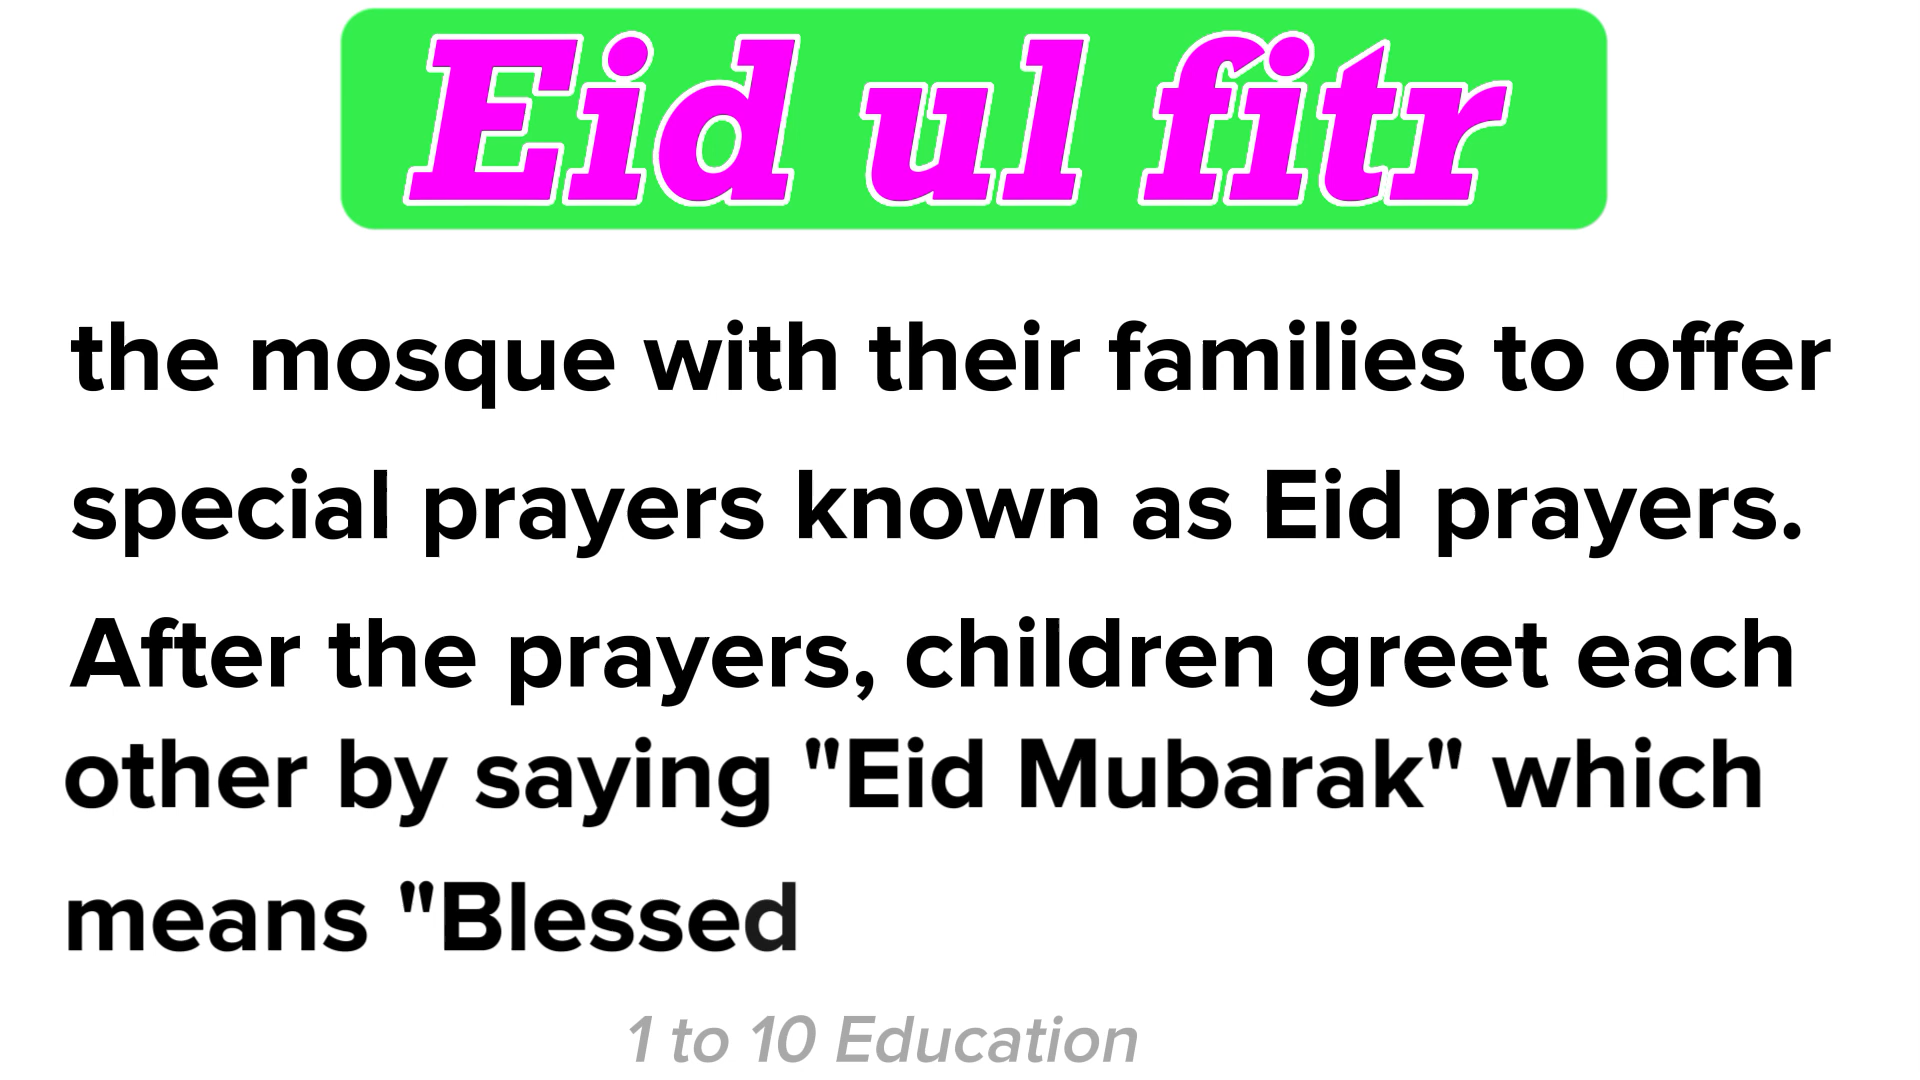 Eid ul fitr
the mosque with their families to offer
special prayers known as Eid prayers.
After the prayers, children greet each
other by saying "Eid Mubarak" which
means "Blessed
1 to 10 Education